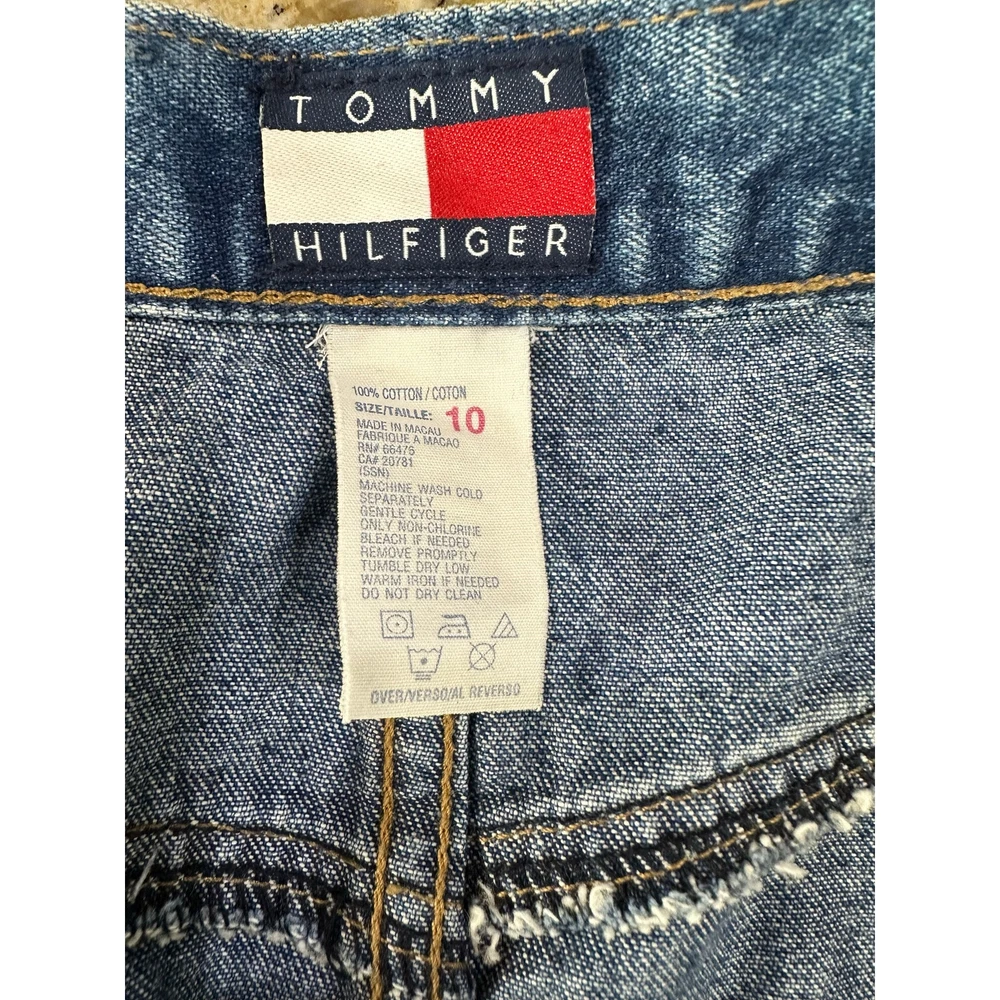 TOMMY
HILFIGER
100% COTTON / COTON
SIZE/TAILLE: 10
MADE IN MACAU
FABRIQUE A MACAO
RN# 66475
CA# 20781
(SSN)
MACHINE WASH COLD
SEPARATELY
GENTLE CYCLE
ONLY NON-CHLORINE
BLEACH IF NEEDED
REMOVE PROMPTLY
TUMBLE DRY LOW
WARM IRON IF NEEDED
DO NOT DRY CLEAN
OVER/VERSO/AL REVERSO